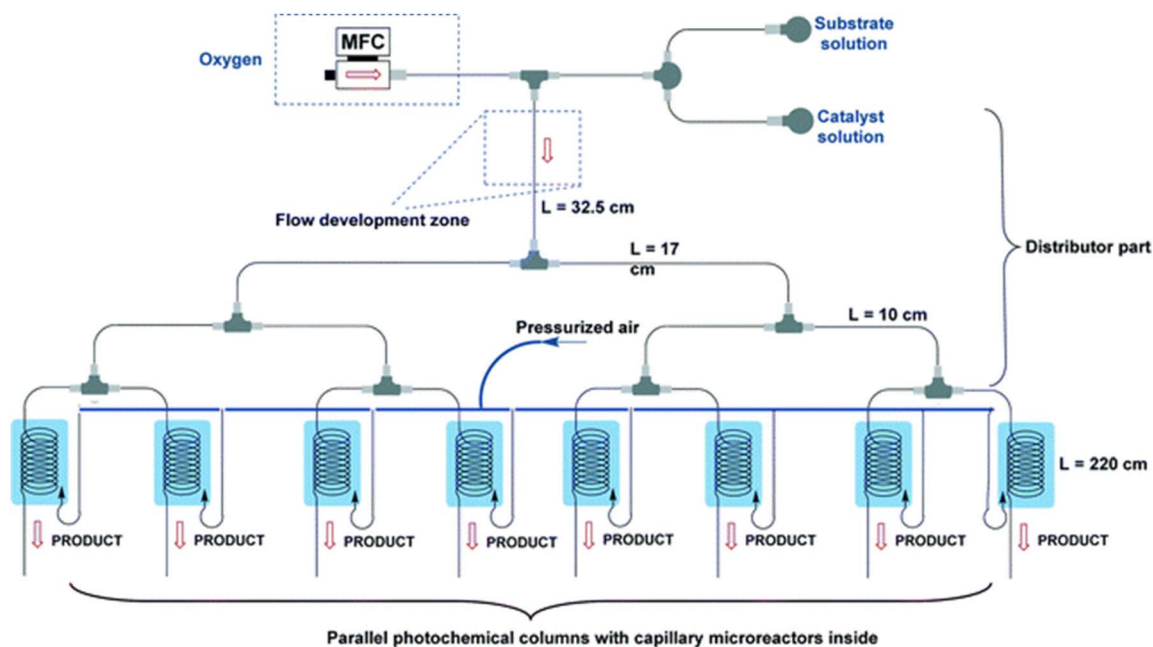 Substrate
solution
MFC
Oxygen
Catalyst
solution
L = 32.5 cm
Flow development zone
L = 17
cm
Distributor part
L = 10 cm
Pressurized air
L = 220 cm
PRODUCT
PRODUCT
PRODUCT
PRODUCT
PRODUCT
PRODUCT
PRODUCT
PRODUCT
Parallel photochemical columns with capillary microreactors inside